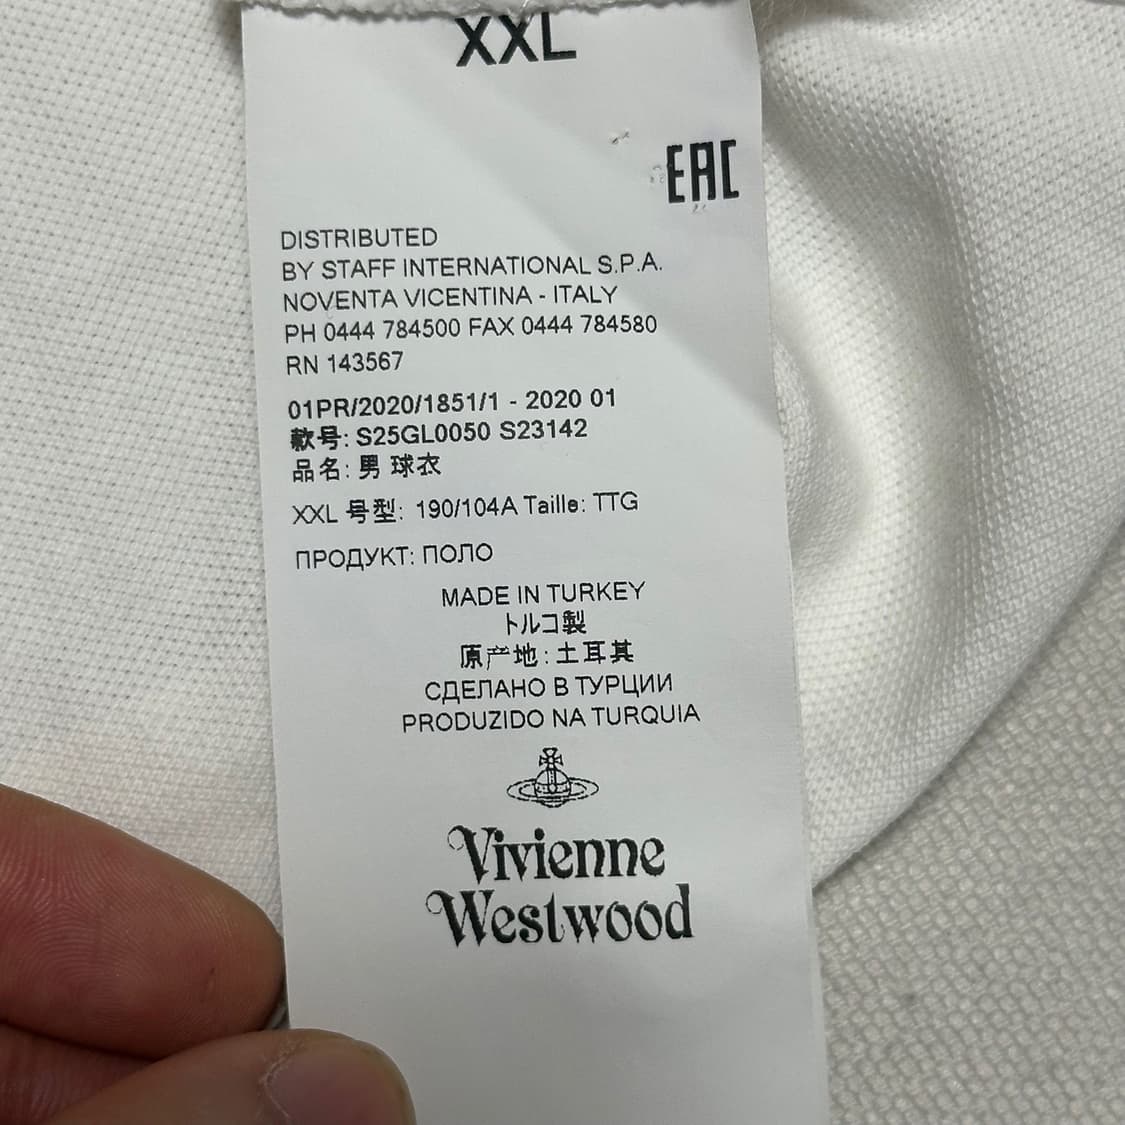 XXL
EAC
DISTRIBUTED
BY STAFF INTERNATIONAL S.P.A.
NOVENTA VICENTINA - ITALY
PH 0444 784500 FAX 0444 784580
RN 143567
01PR/2020/1851/1 - 2020 01
款号: S25GL0050 S23142
品名: 男 球衣
XXL 号型: 190/104A Taille: TTG
ПРОДУКТ: ПОЛО
MADE IN TURKEY
トルコ製
原产地: 土耳其
СДЕЛАНО В ТУРЦИИ
PRODUZIDO NA TURQUIA
Vivienne
Westwood